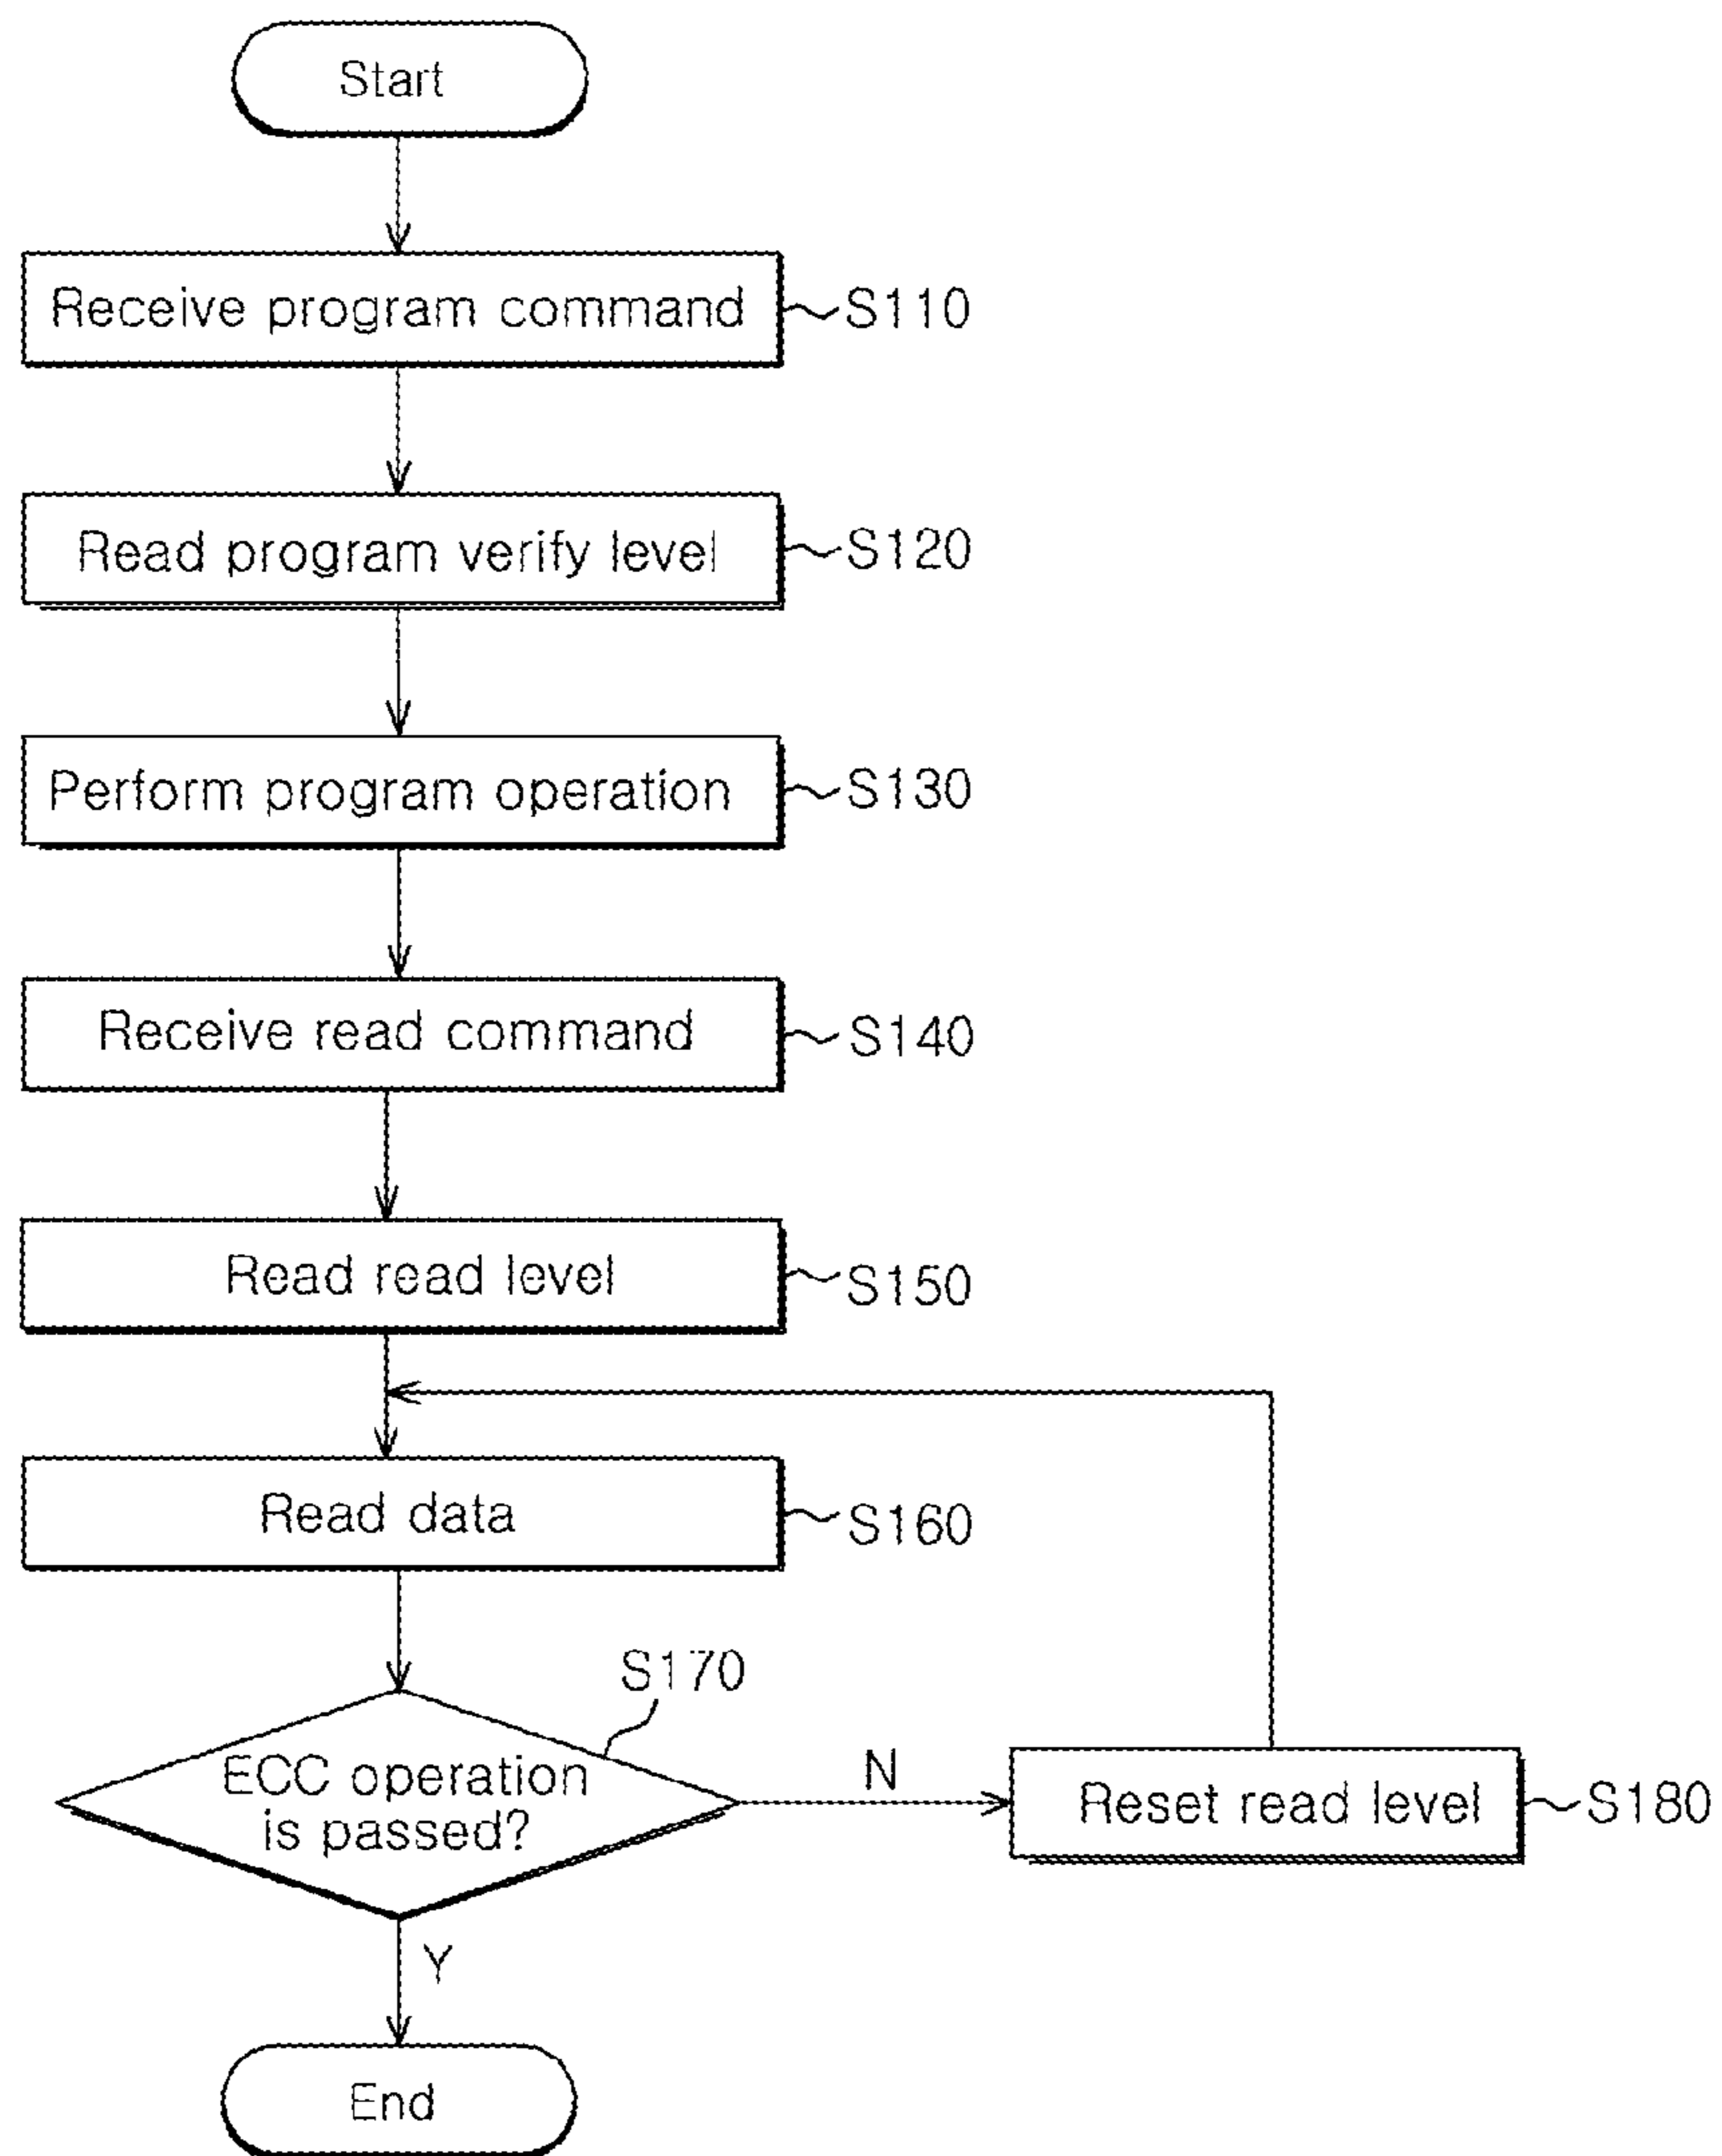 Start
Receive program command
S110
Read program verify level
S120
Perform program operation
S130
Receive read command
S140
Read read level
S150
Read data
S160
S170
ECC operation
is passed?
N
Reset read level
S180
Y
End